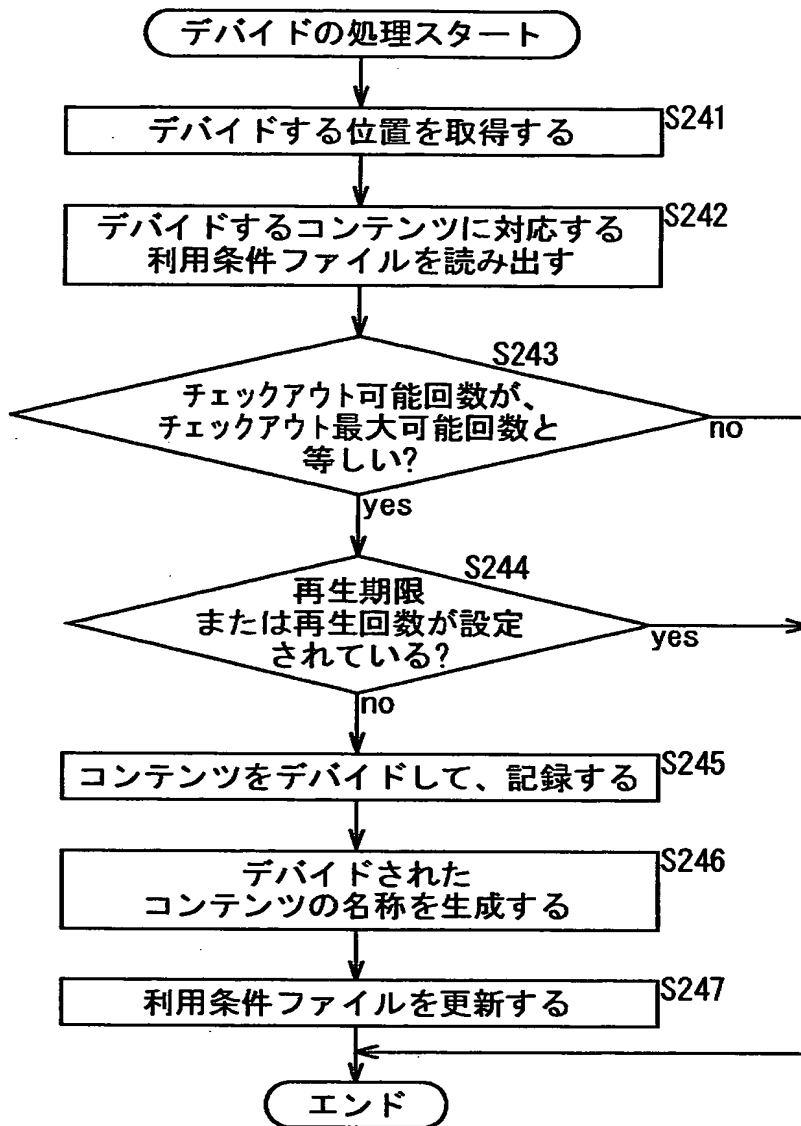 デバイドの処理スタート
デバイドする位置を取得する
S241
デバイドするコンテンツに対応する
利用条件ファイルを読み出す
S242
S243
チェックアウト可能回数が、
チェックアウト最大可能回数と
等しい?
no
yes
S244
再生期限
または再生回数が設定
されている?
yes
no
コンテンツをデバイドして、記録する
S245
デバイドされた
コンテンツの名称を生成する
S246
利用条件ファイルを更新する
S247
エンド